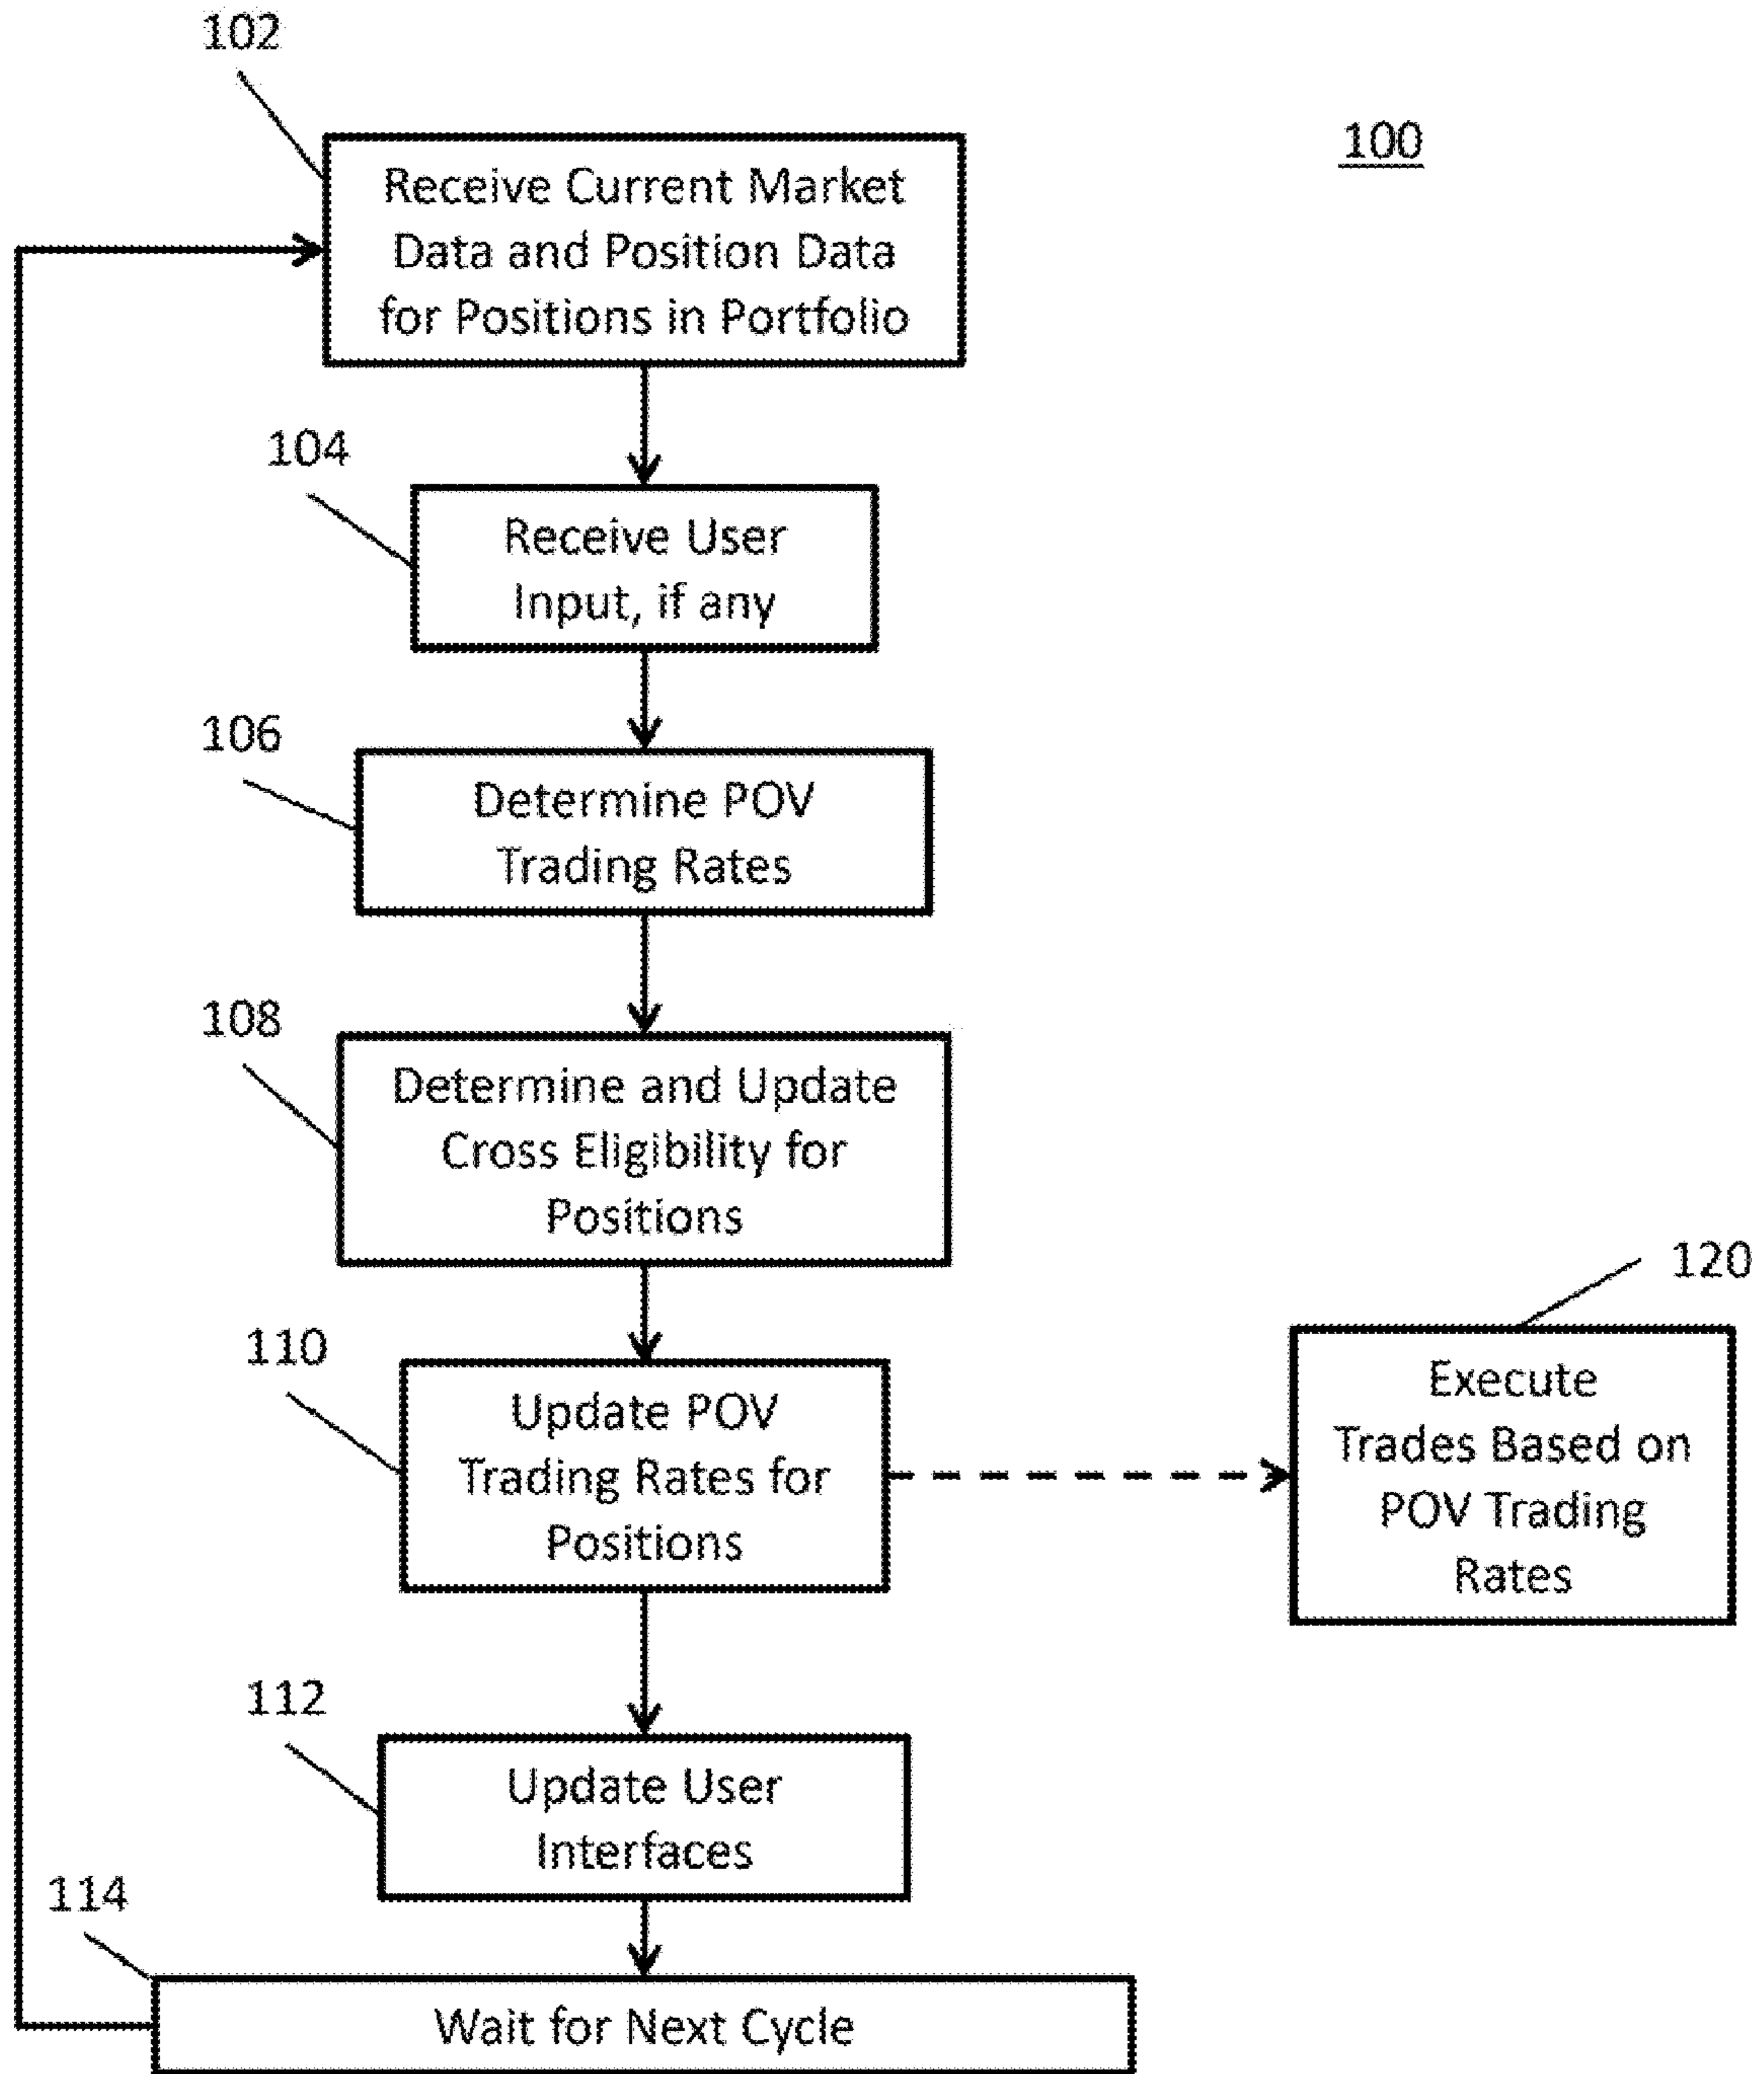 102
100
Receive Current Market
Data and Position Data
for Positions in Portfolio
104
Receive User
Input, if any
106
Determine POV
Trading Rates
108
Determine and Update
Cross Eligibility for
Positions
110
Update POV
Trading Rates for
Positions
120
Execute
Trades Based on
POV Trading
Rates
112
Update User
Interfaces
114
Wait for Next Cycle